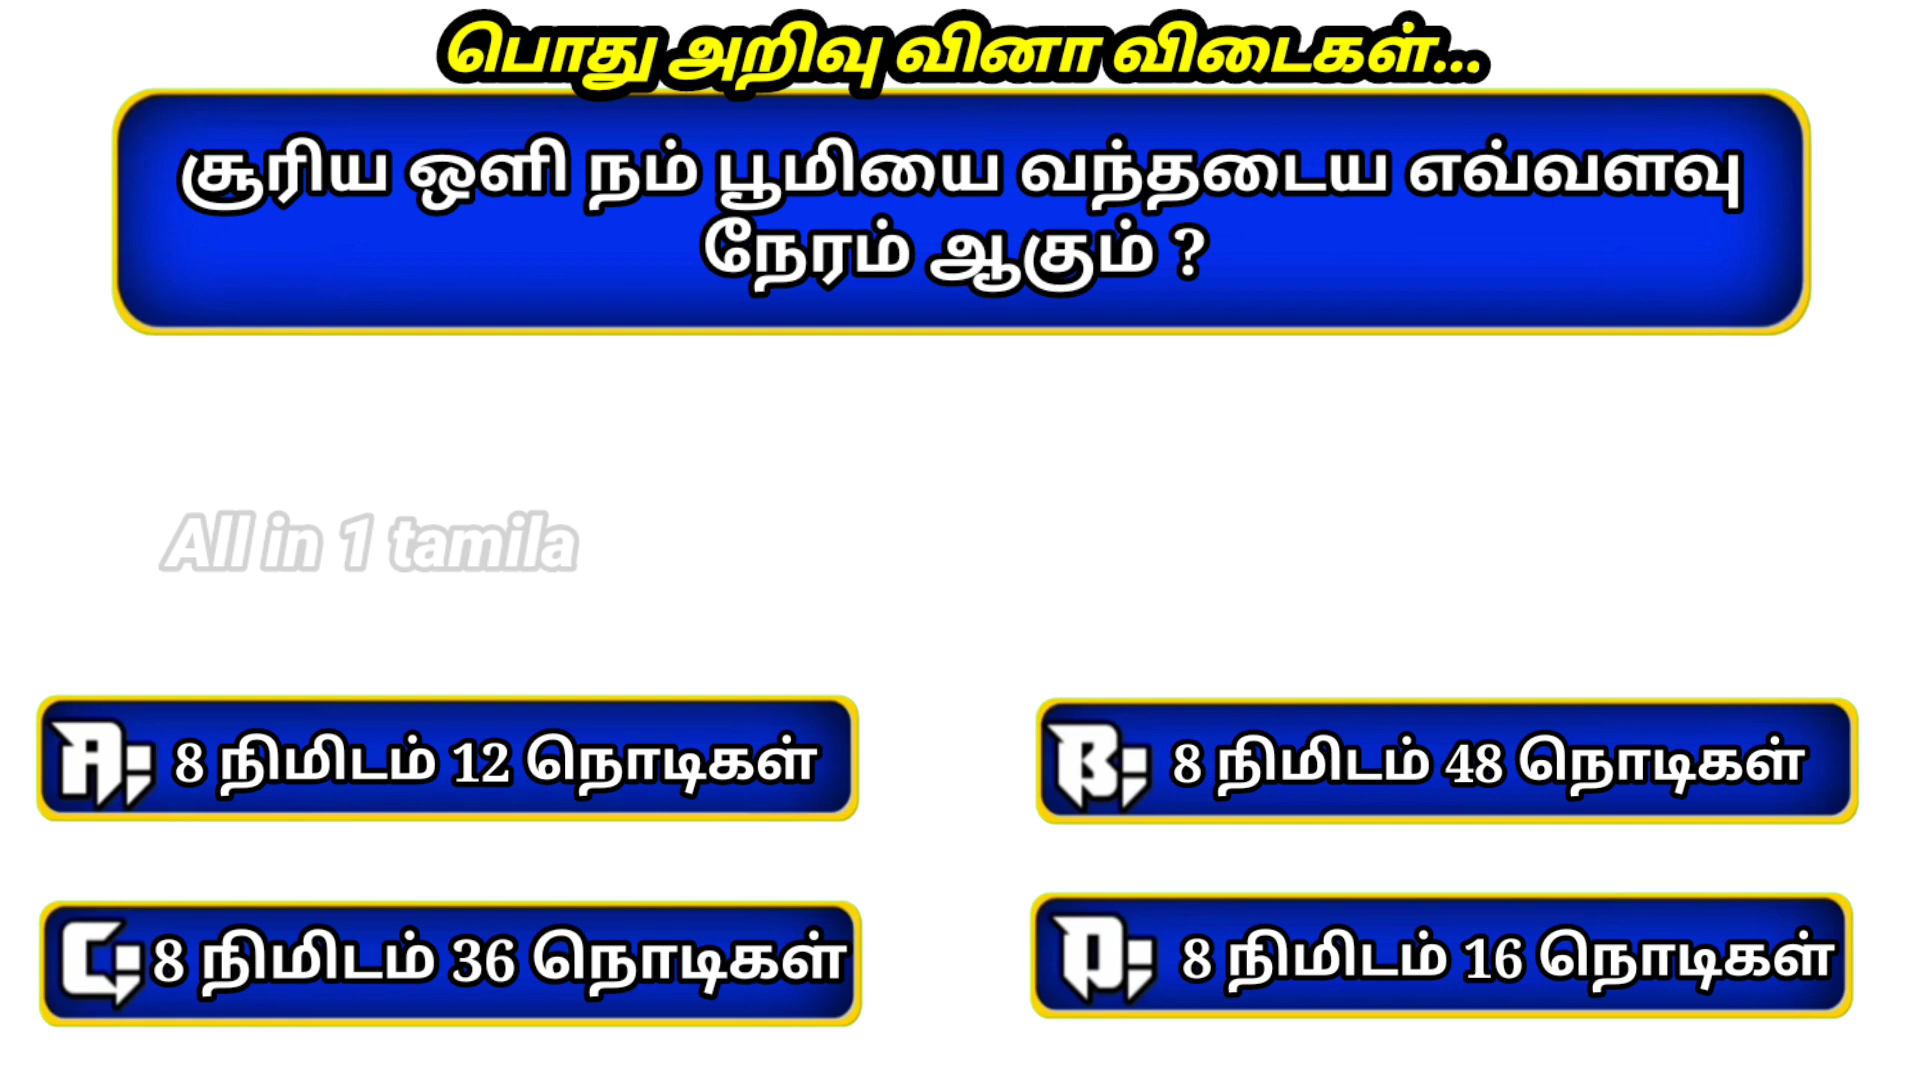 பொது அறிவு வினா விடைகள்...
சூரிய ஒளி நம் பூமியை வந்தடைய எவ்வளவு
நேரம் ஆகும் ?
All in 1 tamila
A; 8 நிமிடம் 12 நொடிகள்
B; 8 நிமிடம் 48 நொடிகள்
C; 8 நிமிடம் 36 நொடிகள்
D; 8 நிமிடம் 16 நொடிகள்